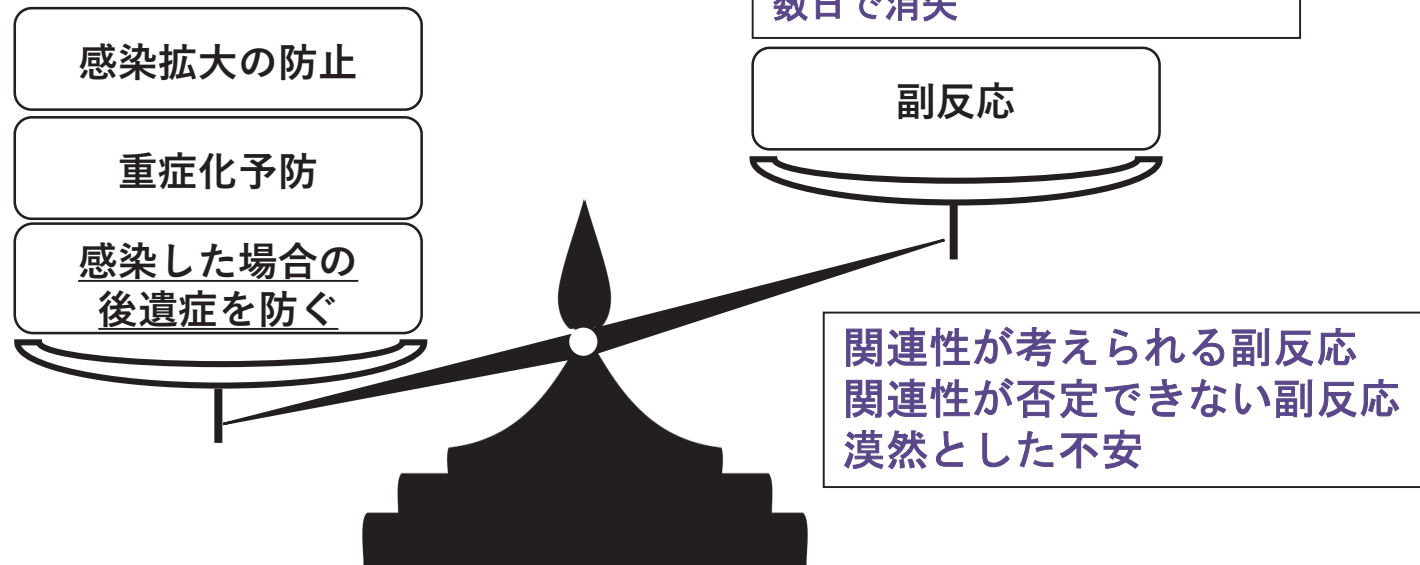 感染拡大の防止
重症化予防
感染した場合の
後遺症を防ぐ
数日で消失
副反応
関連性が考えられる副反応
関連性が否定できない副反応
漠然とした不安